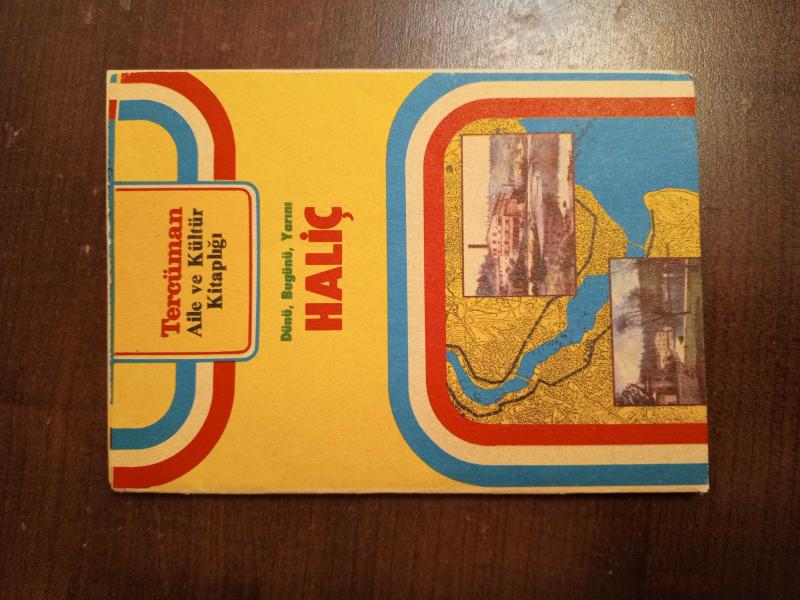 Tercüman
Aile ve Kültür
Kitaplığı
Dünü, Bugünü, Yarını
HALİÇ